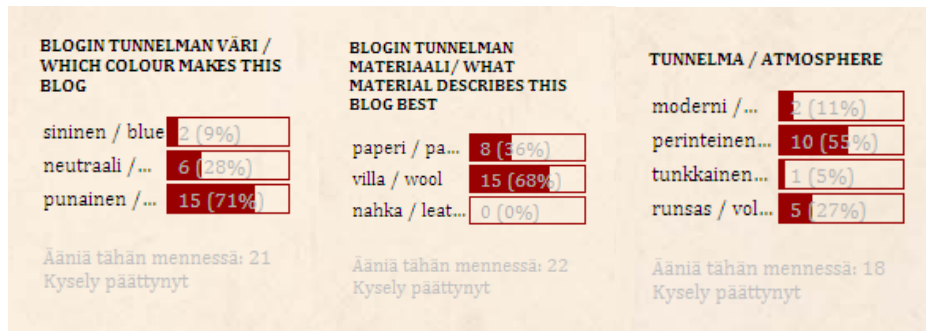 BLOGIN TUNNELMAN VÄRI /
WHICH COLOUR MAKES THIS
BLOG
sininen / blue 2 (9%)
neutraali /... 6 (28%)
punainen /... 15 (71%)
Ääniä tähän mennessä: 21
Kysely päättynyt
BLOGIN TUNNELMAN
MATERIAALI/ WHAT
MATERIAL DESCRIBES THIS
BLOG BEST
paperi / pa... 8 (36%)
villa / wool 15 (68%)
nahka / leat... 0 (0%)
Ääniä tähän mennessä: 22
Kysely päättynyt
TUNNELMA / ATMOSPHERE
moderni /... 2 (11%)
perinteinen... 10 (55%)
tunkkainen... 1 (5%)
runsas / vol... 5 (27%)
Ääniä tähän mennessä: 18
Kysely päättynyt